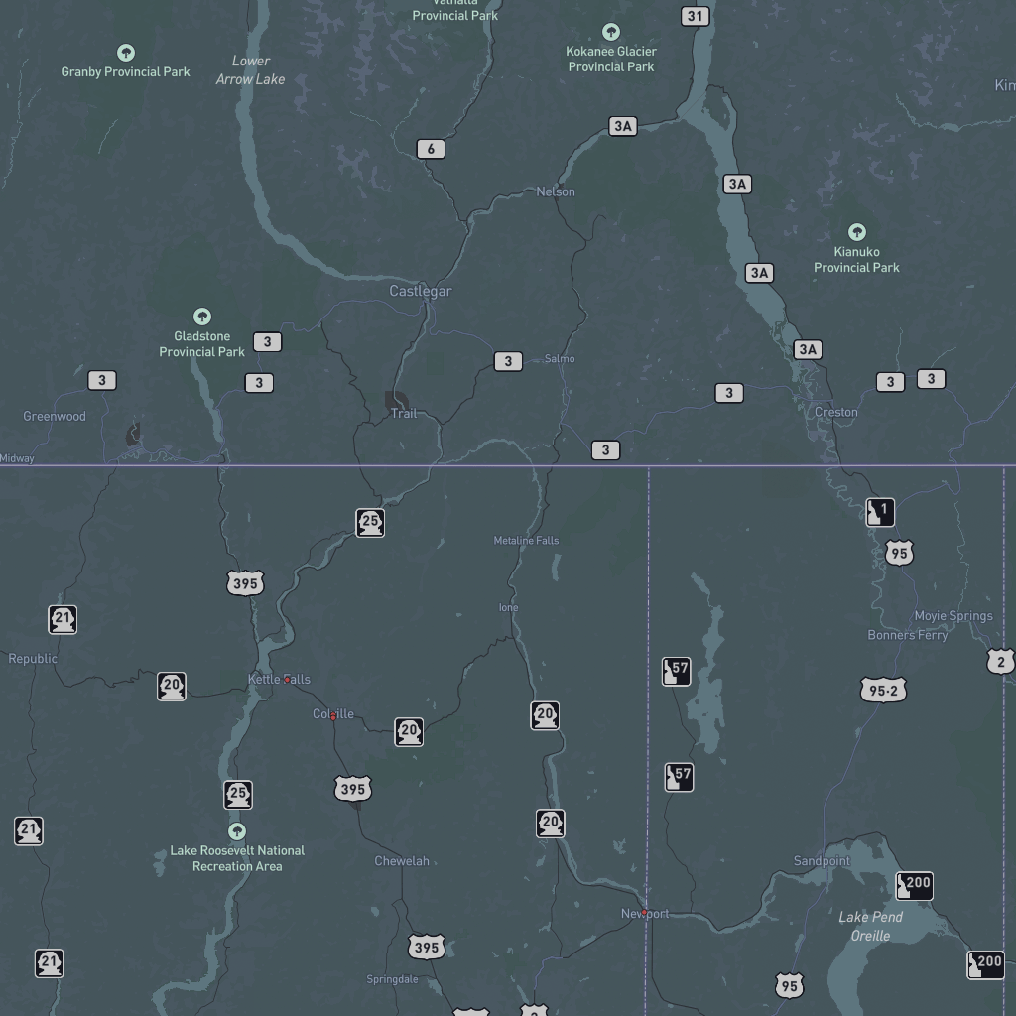 Valhalla
Provincial Park
31
Granby Provincial Park
Lower
Arrow Lake
Kokanee Glacier
Provincial Park
3A
6
3A
Nelson
Kianuko
Provincial Park
3A
Castlegar
Gladstone
Provincial Park
3
3
3
3
Salmo
3A
3
3
3
3
Greenwood
Trail
Creston
Midway
3
25
1
Metaline Falls
95
395
21
Ione
Moyie Springs
Bonners Ferry
Republic
20
Kettle Falls
57
2
95·2
Colville
20
20
57
395
25
21
20
Lake Roosevelt National
Recreation Area
Chewelah
Sandpoint
200
Newport
Lake Pend
Oreille
395
21
200
Springdale
95